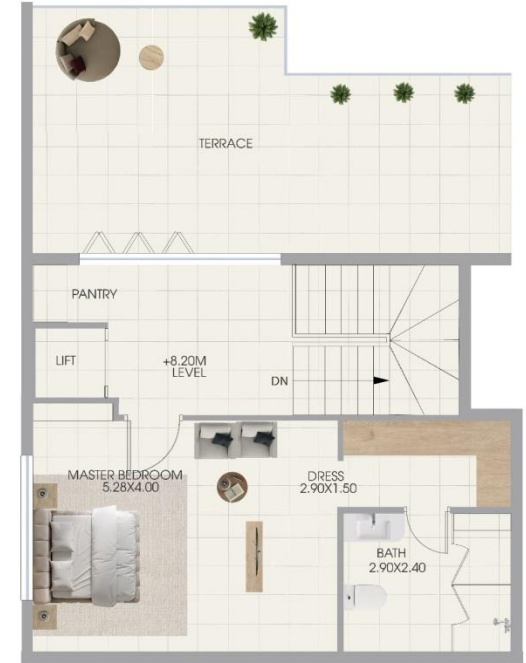 TERRACE
PANTRY
LIFT
+8.20M
LEVEL
DN
MASTER BEDROOM
5.28X4.00
DRESS
2.90X1.50
BATH
2.90X2.40